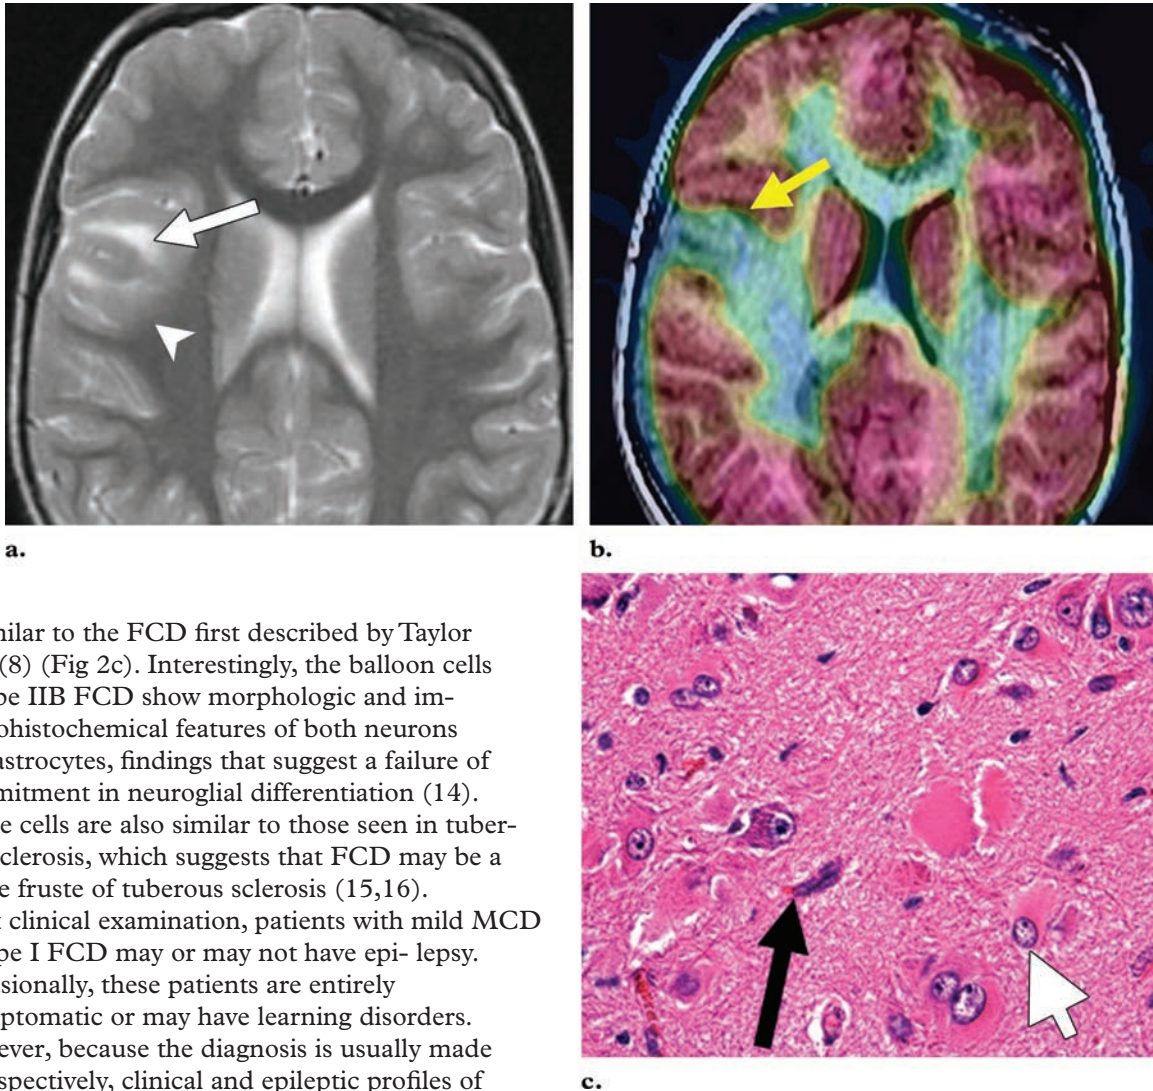 a.
b.
nilar to the FCD first described by Taylor
(8) (Fig 2c). Interestingly, the balloon cells
pe IIB FCD show morphologic and im-
ohistochemical features of both neurons
astrocytes, findings that suggest a failure of
mitment in neuroglial differentiation (14).
e cells are also similar to those seen in tuber-
clerosis, which suggests that FCD may be a
e fruste of tuberous sclerosis (15,16).
t clinical examination, patients with mild MCD
pe I FCD may or may not have epi- lepsy.
sionally, these patients are entirely
ptomatic or may have learning disorders.
ever, because the diagnosis is usually made
spectively, clinical and epileptic profiles of
c.